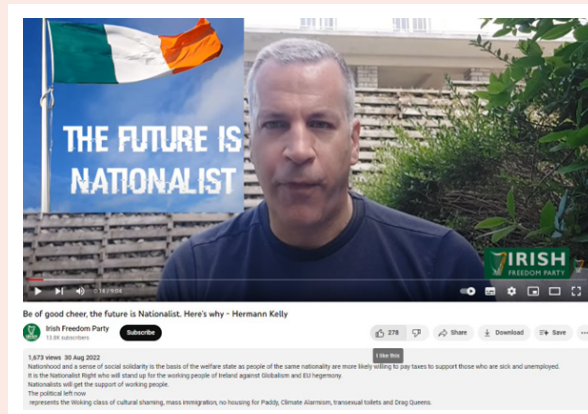 THE FUTURE IS
NATIONALIST
IRISH
FREEDOM PARTY
0:18 / 9:04
Be of good cheer, the future is Nationalist. Here's why - Hermann Kelly
Irish Freedom Party
13.8K subscribers
Subscribe
278
Share
Download
Save
I like this
1,673 views 30 Aug 2022
Nationhood and a sense of social solidarity is the basis of the welfare state as people of the same nationality are more likely willing to pay taxes to support those who are sick and unemployed.
It is the Nationalist Right who will stand up for the working people of Ireland against Globalism and EU hegemony.
Nationalists will get the support of working people.
The political left now
represents the Woking class of cultural shaming, mass immigration, no housing for Paddy, Climate Alarmism, transexual toilets and Drag Queens.